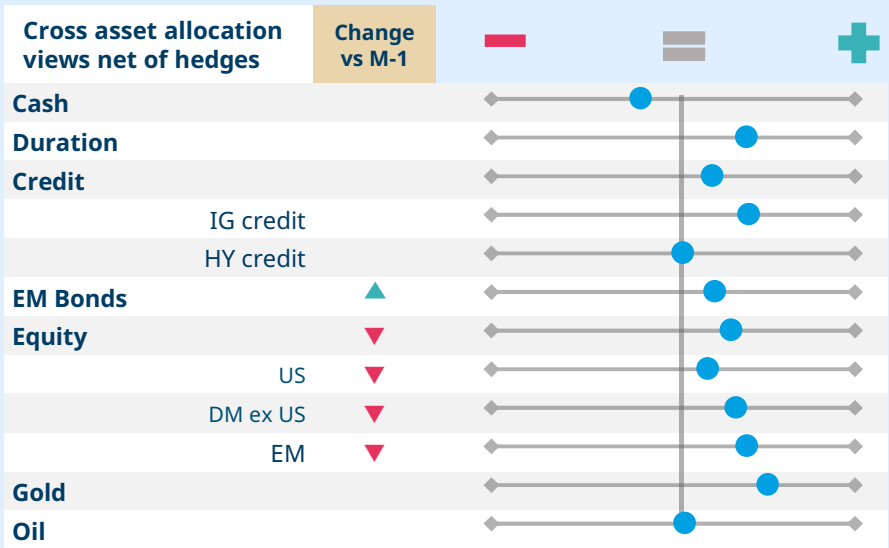 Cross asset allocation
views net of hedges
Change
vs M-1
Cash
Duration
Credit
IG credit
HY credit
EM Bonds
Equity
US
DM ex US
EM
Gold
Oil